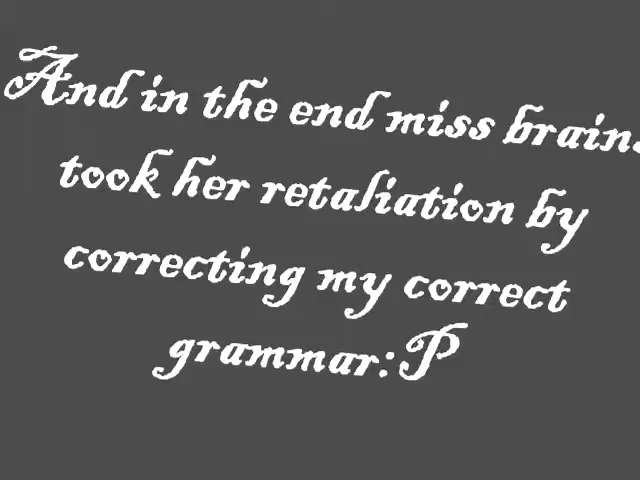 And in the end miss brains
took her retaliation by
correcting my correct
grammar:P